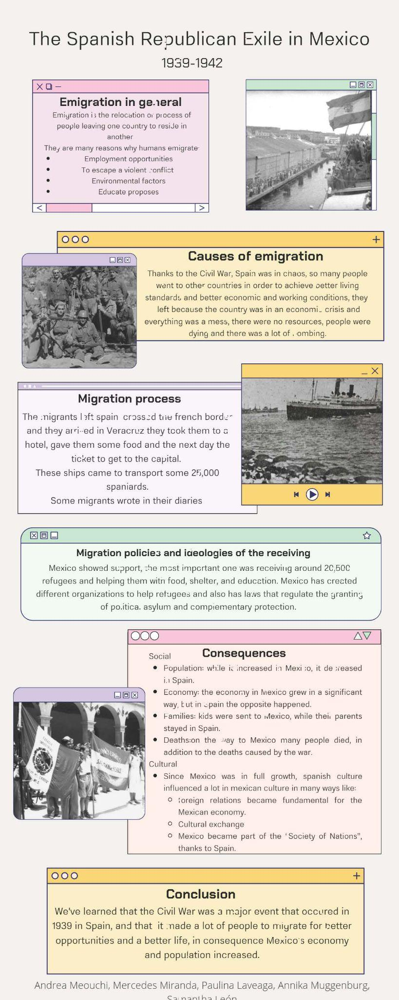 The Spanish Republican Exile in Mexico
1939-1942
Emigration in general
Emigration is the relocation or process of
people leaving one country to reside in
another
They are many reasons why humans emigrate:
• Employment opportunities
• To escape a violent conflict
• Environmental factors
• Educate proposes
Causes of emigration
Thanks to the Civil War, Spain was in chaos, so many people
went to other countries in order to achieve better living
standards and better economic and working conditions, they
left because the country was in an economic crisis and
everything was a mess, there were no resources, people were
dying and there was a lot of bombing.
Migration process
The migrants left spain crossed the french border
and they arrived in Veracruz they took them to a
hotel, gave them some food and the next day the
ticket to get to the capital.
These ships came to transport some 25,000
spaniards.
Some migrants wrote in their diaries
Migration policies and ideologies of the receiving
Mexico showed support, the most important one was receiving around 20,500
refugees and helping them with food, shelter, and education. Mexico has created
different organizations to help refugees and also has laws that regulate the granting
of political asylum and complementary protection.
Consequences
Social
• Population: while it increased in Mexico, it decreased
in Spain.
• Economy: the economy in Mexico grew in a significant
way, but in Spain the opposite happened.
• Families: kids were sent to Mexico, while their parents
stayed in Spain.
• Deaths:on the way to Mexico many people died, in
addition to the deaths caused by the war.
Cultural
• Since Mexico was in full growth, spanish culture
influenced a lot in mexican culture in many ways like:
○ foreign relations became fundamental for the
Mexican economy.
○ Cultural exchange
○ Mexico became part of the "Society of Nations",
thanks to Spain.
Conclusion
We've learned that the Civil War was a major event that occured in
1939 in Spain, and that it made a lot of people to migrate for better
opportunities and a better life, in consequence Mexico's economy
and population increased.
Andrea Meouchi, Mercedes Miranda, Paulina Laveaga, Annika Muggenburg,
Samantha León